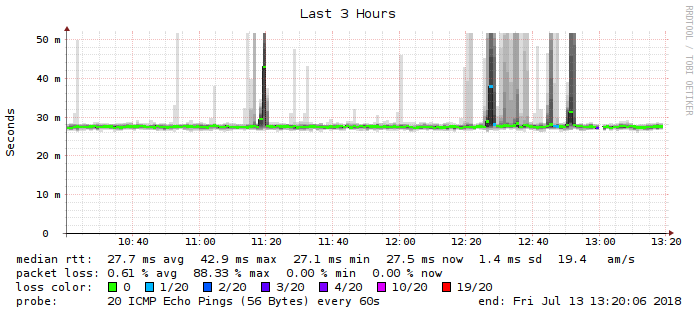 Last 3 Hours
RRDTOOL / TOBI OETIKER
Seconds
50 m
40 m
30 m
20 m
10 m
0
10:40 11:00 11:20 11:40 12:00 12:20 12:40 13:00 13:20
median rtt: 27.7 ms avg 42.9 ms max 27.1 ms min 27.5 ms now 1.4 ms sd 19.4 am/s
packet loss: 0.61 % avg 88.33 % max 0.00 % min 0.00 % now
loss color: 0 1/20 2/20 3/20 4/20 10/20 19/20
probe: 20 ICMP Echo Pings (56 Bytes) every 60s end: Fri Jul 13 13:20:06 2018